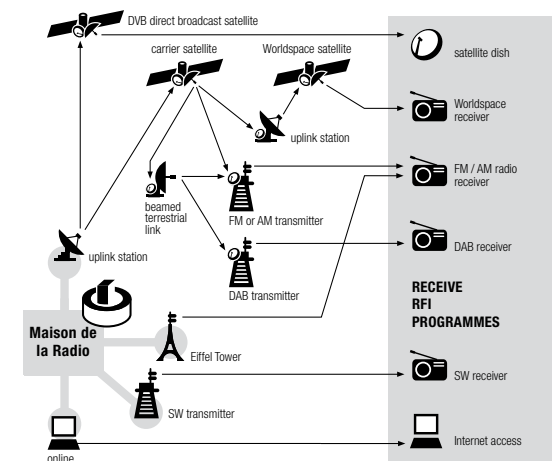 DVB direct broadcast satellite
carrier satellite
Worldspace satellite
satellite dish
Worldspace
receiver
uplink station
FM / AM radio
receiver
beamed
terrestrial
link
FM or AM transmitter
uplink station
DAB receiver
DAB transmitter
RECEIVE
RFI
PROGRAMMES
Maison de
la Radio
Eiffel Tower
SW receiver
SW transmitter
Internet access
online